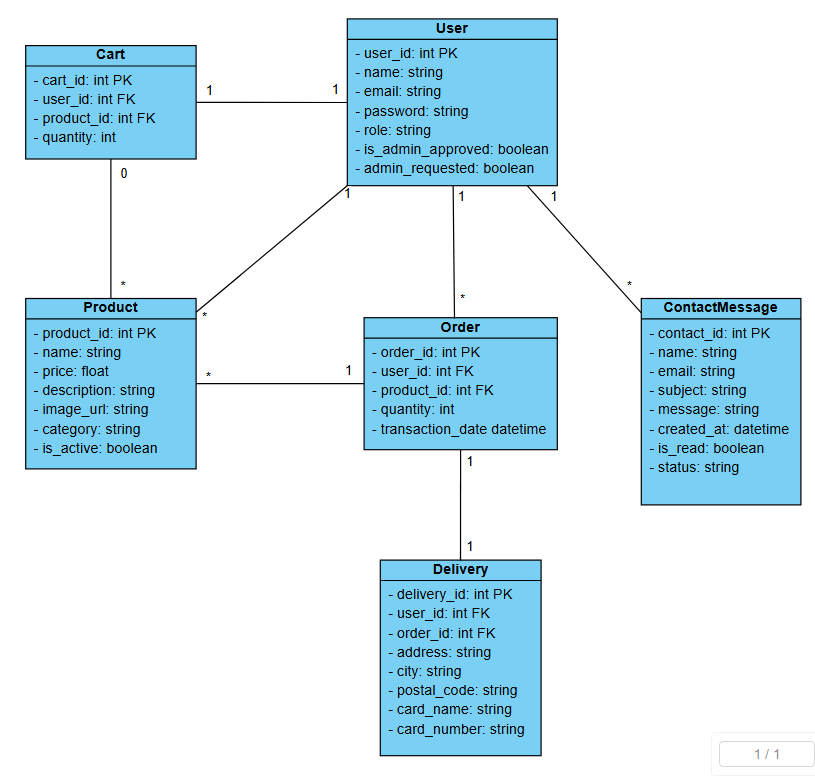 Cart
- cart_id: int PK
- user_id: int FK
- product_id: int FK
- quantity: int
User
- user_id: int PK
- name: string
- email: string
- password: string
- role: string
- is_admin_approved: boolean
- admin_requested: boolean
1
1
0
*
1
*
1
*
1
*
Product
- product_id: int PK
- name: string
- price: float
- description: string
- image_url: string
- category: string
- is_active: boolean
*
1
Order
- order_id: int PK
- user_id: int FK
- product_id: int FK
- quantity: int
- transaction_date datetime
ContactMessage
- contact_id: int PK
- name: string
- email: string
- subject: string
- message: string
- created_at: datetime
- is_read: boolean
- status: string
1
1
Delivery
- delivery_id: int PK
- user_id: int FK
- order_id: int FK
- address: string
- city: string
- postal_code: string
- card_name: string
- card_number: string
1 / 1